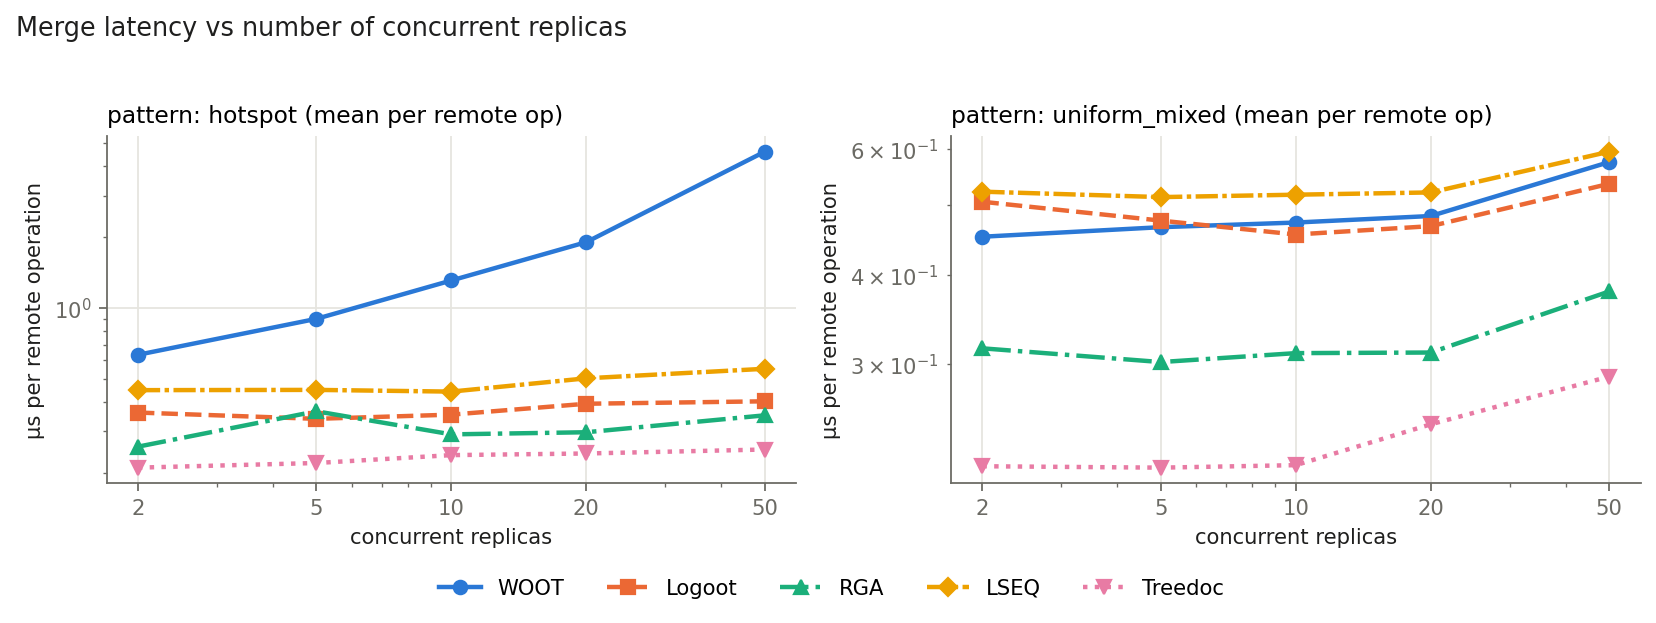 Merge latency vs number of concurrent replicas
pattern: hotspot (mean per remote op)
µs per remote operation
10⁰
2 5 10 20 50
concurrent replicas
pattern: uniform_mixed (mean per remote op)
µs per remote operation
6 × 10⁻¹
4 × 10⁻¹
3 × 10⁻¹
2 5 10 20 50
concurrent replicas
WOOT Logoot RGA LSEQ Treedoc